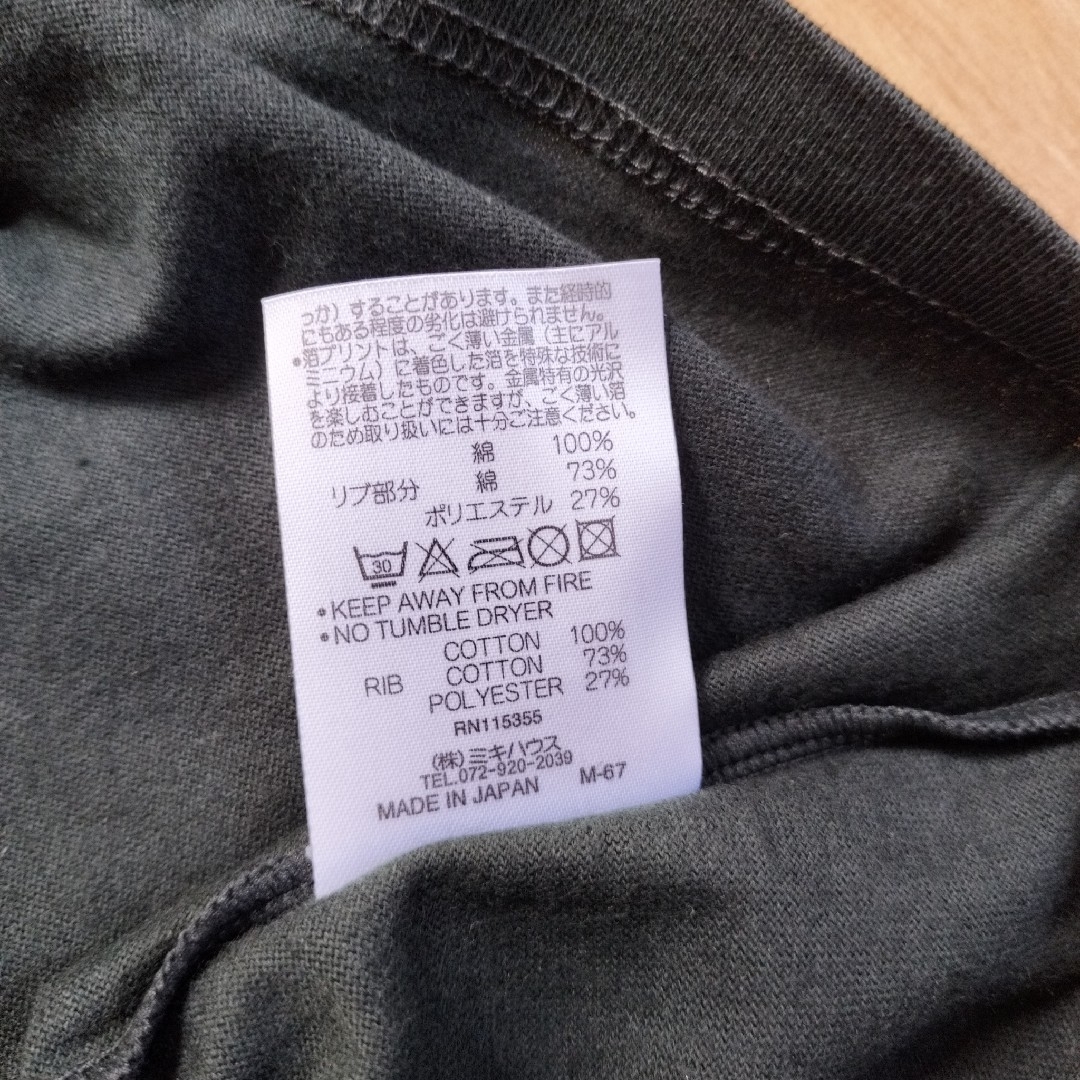 っか）することがあります。また経時的
にもある程度の劣化は避けられません。
•箔プリントは、ごく薄い金属（主にアル
ミニウム）に着色した箔を特殊な技術に
より接着したものです。金属特有の光沢
を楽しむことができますが、ごく薄い箔
のため取り扱いには十分ご注意ください。
綿 100%
リブ部分 綿 73%
ポリエステル 27%
30
•KEEP AWAY FROM FIRE
•NO TUMBLE DRYER
COTTON 100%
RIB COTTON 73%
POLYESTER 27%
RN115355
(株)ミキハウス
TEL.072-920-2039
MADE IN JAPAN M-67